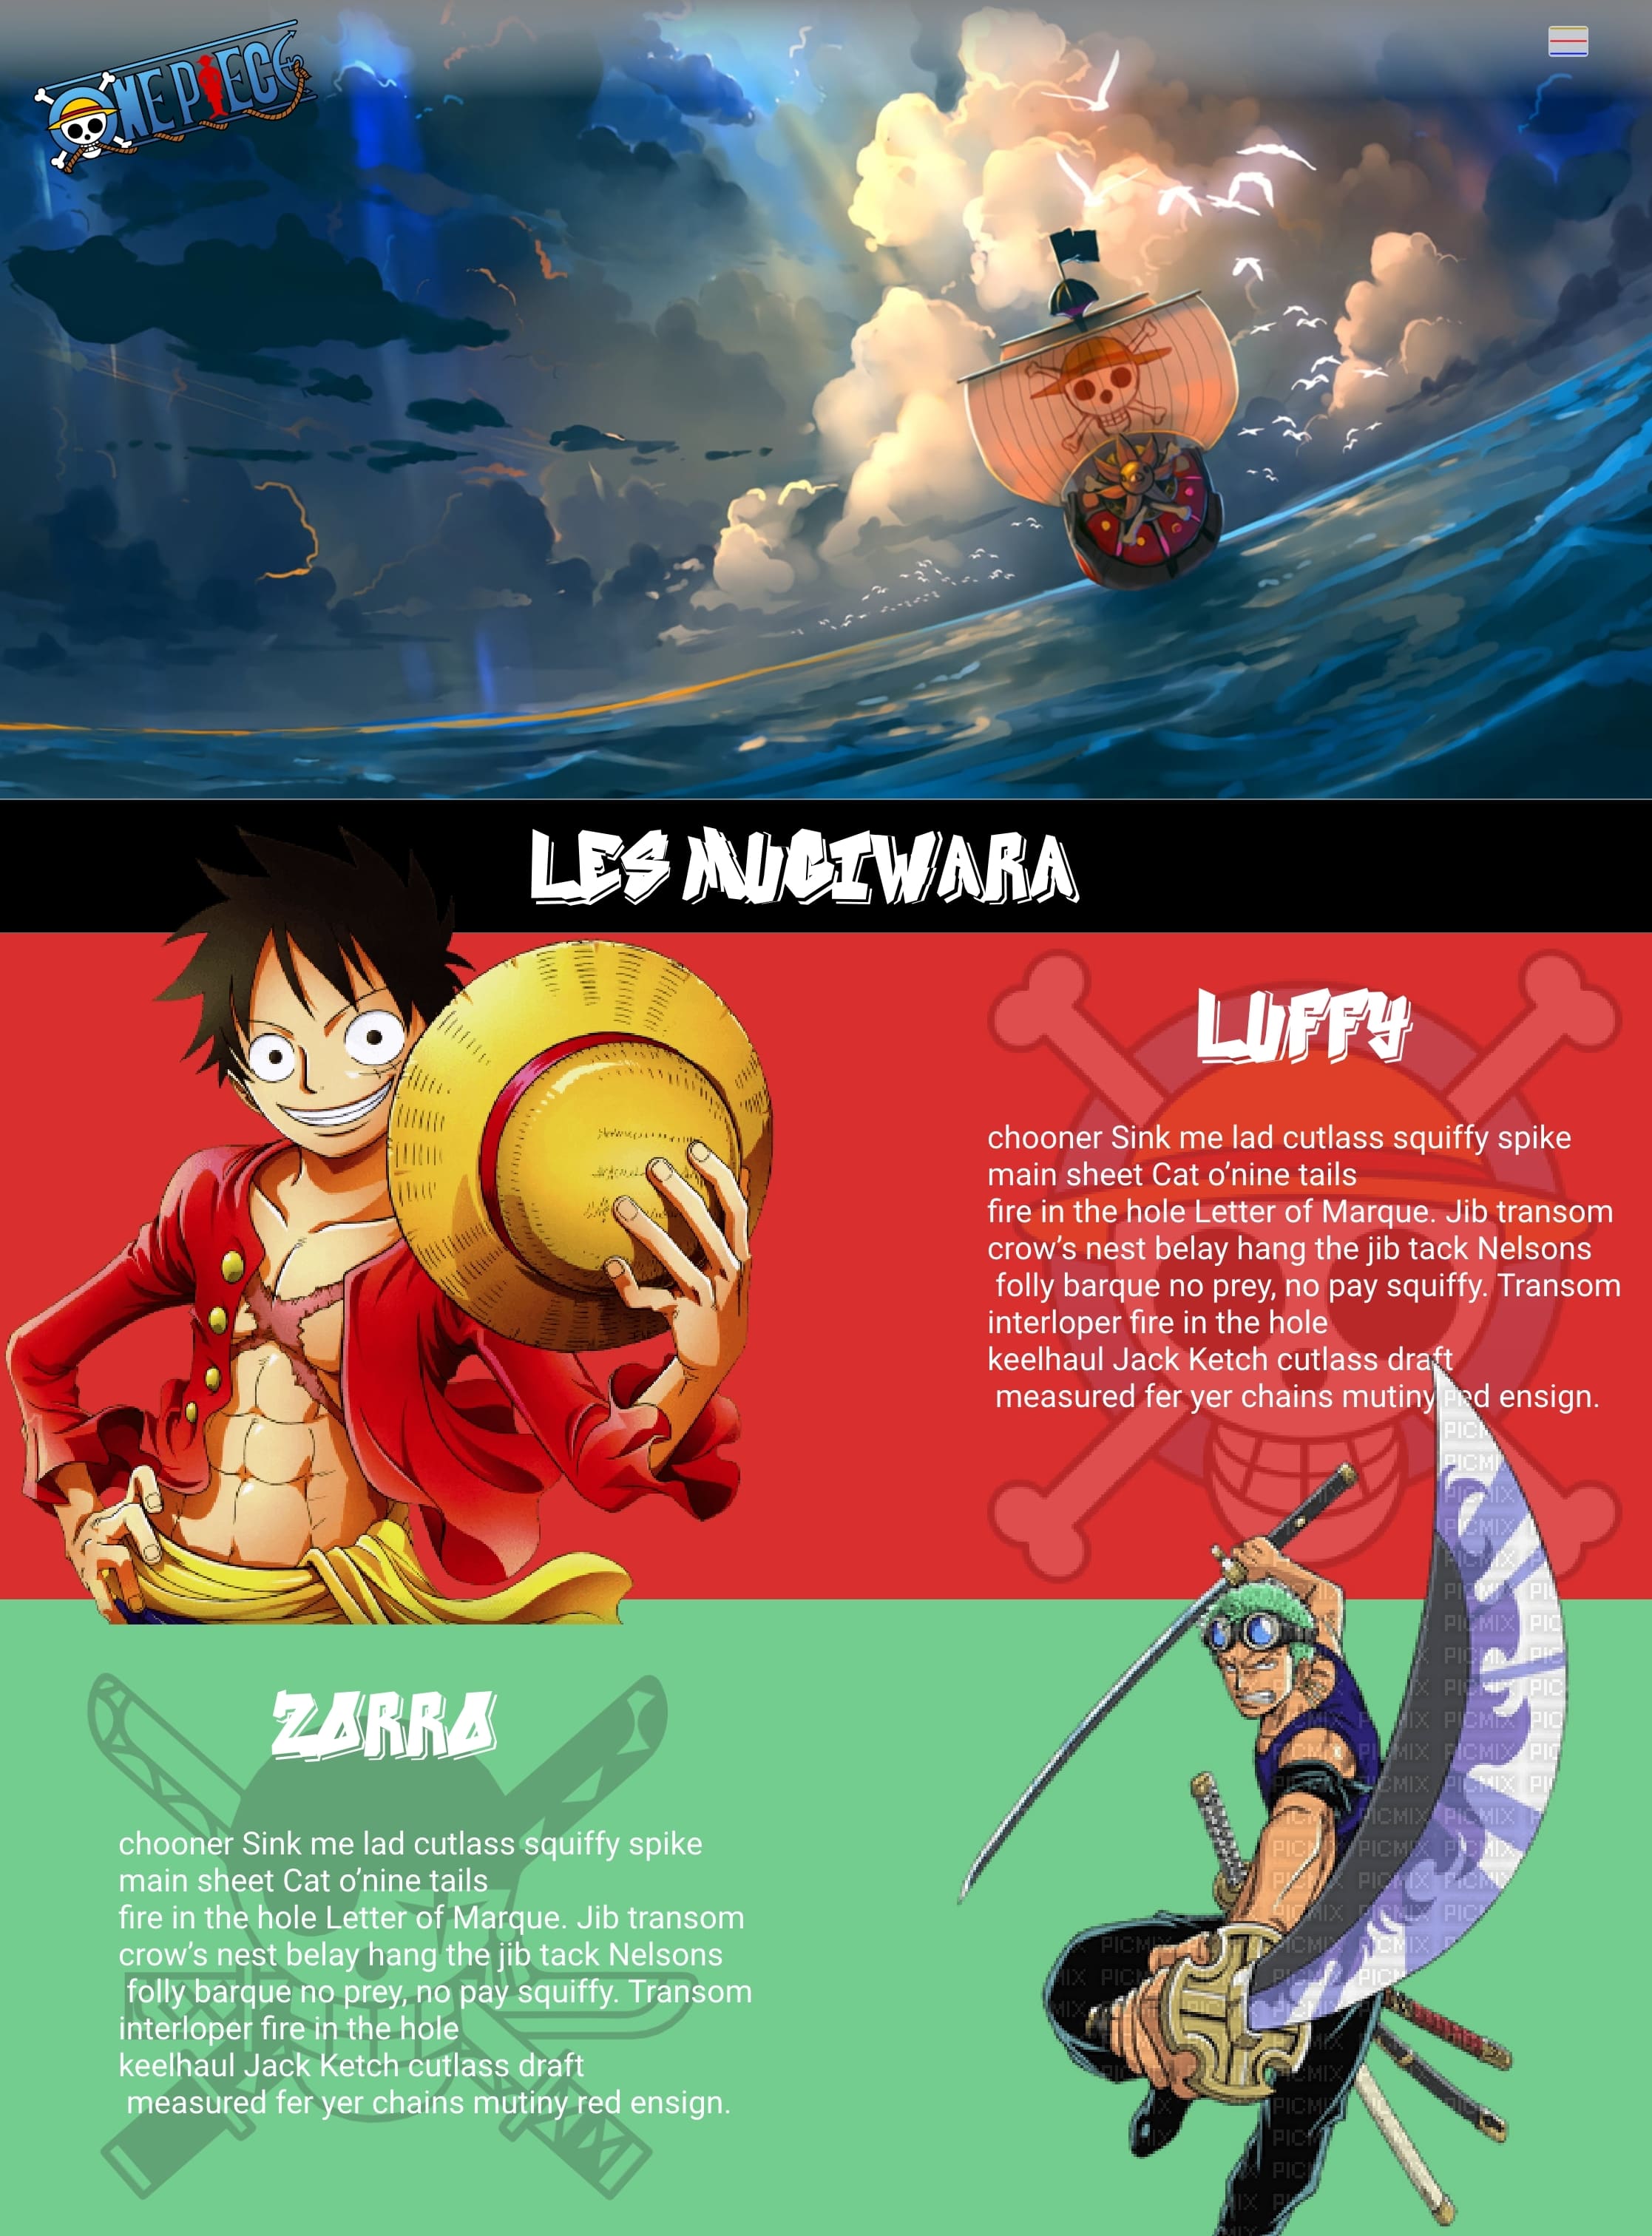 ONE PIECE
LES MUGIWARA
LUFFY
chooner Sink me lad cutlass squiffy spike
main sheet Cat o’nine tails
fire in the hole Letter of Marque. Jib transom
crow’s nest belay hang the jib tack Nelsons
folly barque no prey, no pay squiffy. Transom
interloper fire in the hole
keelhaul Jack Ketch cutlass draft
measured fer yer chains mutiny red ensign.
ZORRO
chooner Sink me lad cutlass squiffy spike
main sheet Cat o’nine tails
fire in the hole Letter of Marque. Jib transom
crow’s nest belay hang the jib tack Nelsons
folly barque no prey, no pay squiffy. Transom
interloper fire in the hole
keelhaul Jack Ketch cutlass draft
measured fer yer chains mutiny red ensign.
PICMIX